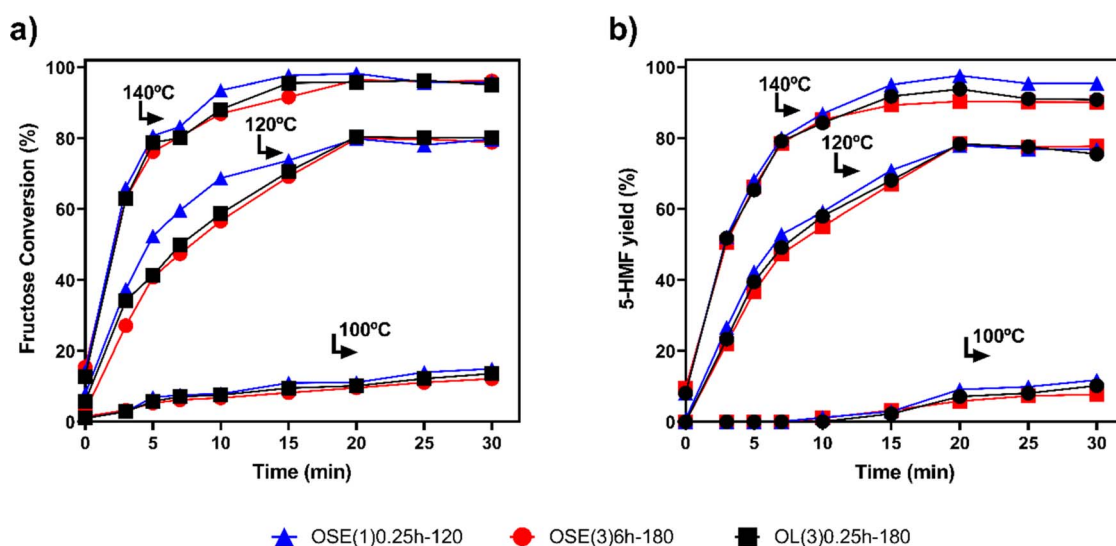 a)
Fructose Conversion (%)
100
80
60
40
20
0
140ºC
120ºC
100ºC
0 5 10 15 20 25 30
Time (min)
b)
5-HMF yield (%)
100
80
60
40
20
0
140ºC
120ºC
100ºC
0 5 10 15 20 25 30
Time (min)
OSE(1)0.25h-120 OSE(3)6h-180 OL(3)0.25h-180